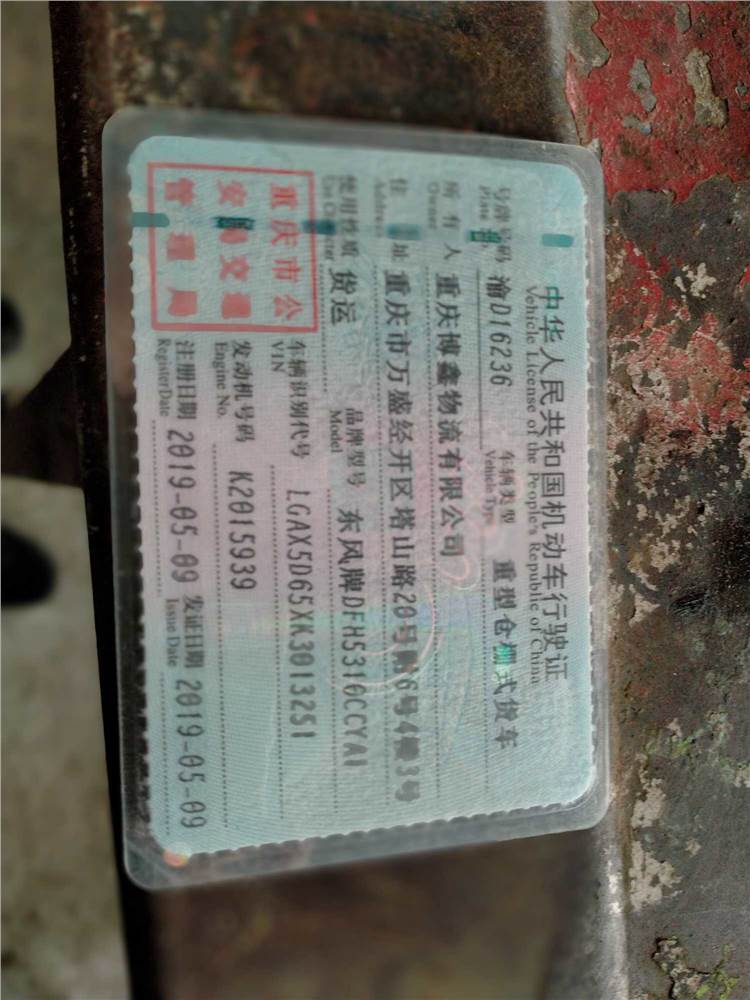 中华人民共和国机动车行驶证
Vehicle License of the People's Republic of China
号牌号码 渝D16236 车辆类型 重型仓栅式货车
Plate Vehicle Type
所有人 重庆博鑫物流有限公司
Owner
住址 重庆市万盛经开区塔山路20号附6号4楼3号
Address
使用性质 货运 品牌型号 东风牌DFH5310CCYA1
Use Character Model
重庆市公
安局交通
管理局
车辆识别代号 LGAX5D65XK3013251
VIN
发动机号码 K2015939
Engine No.
注册日期 2019-05-09 发证日期 2019-05-09
Register Date Issue Date